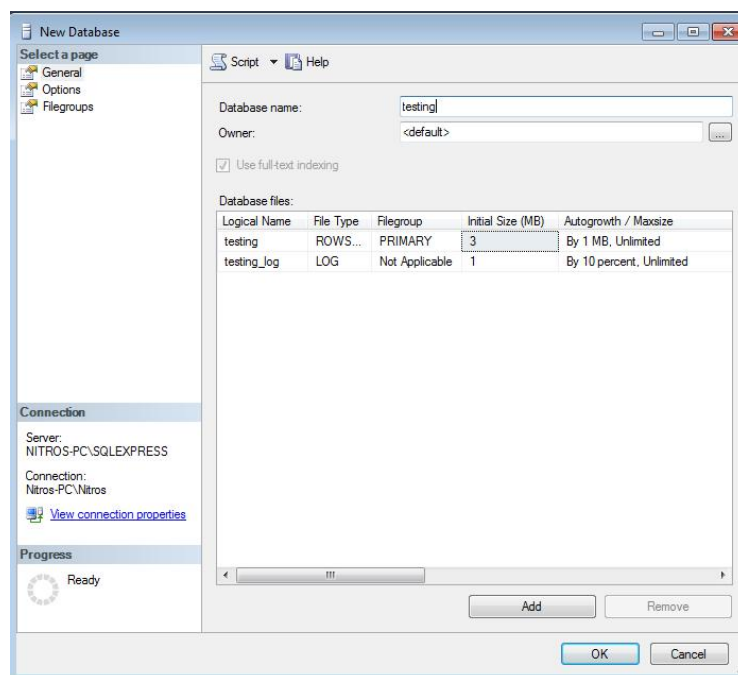 New Database
Select a page
General
Options
Filegroups
Script Help
Database name: testing
Owner: <default>
...
Use full-text indexing
Database files:
Logical Name File Type Filegroup Initial Size (MB) Autogrowth / Maxsize
testing ROWS... PRIMARY 3 By 1 MB, Unlimited
testing_log LOG Not Applicable 1 By 10 percent, Unlimited
Connection
Server:
NITROS-PC\SQLEXPRESS
Connection:
Nitros-PC\Nitros
View connection properties
Progress
Ready
Add Remove
OK Cancel